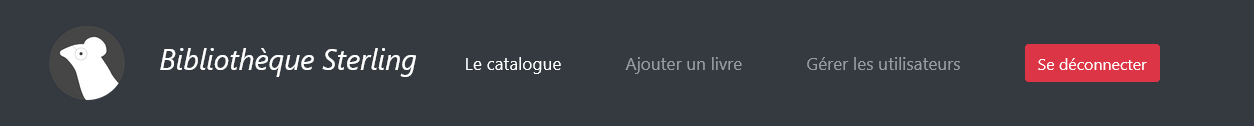 Bibliothèque Sterling Le catalogue Ajouter un livre Gérer les utilisateurs Se déconnecter